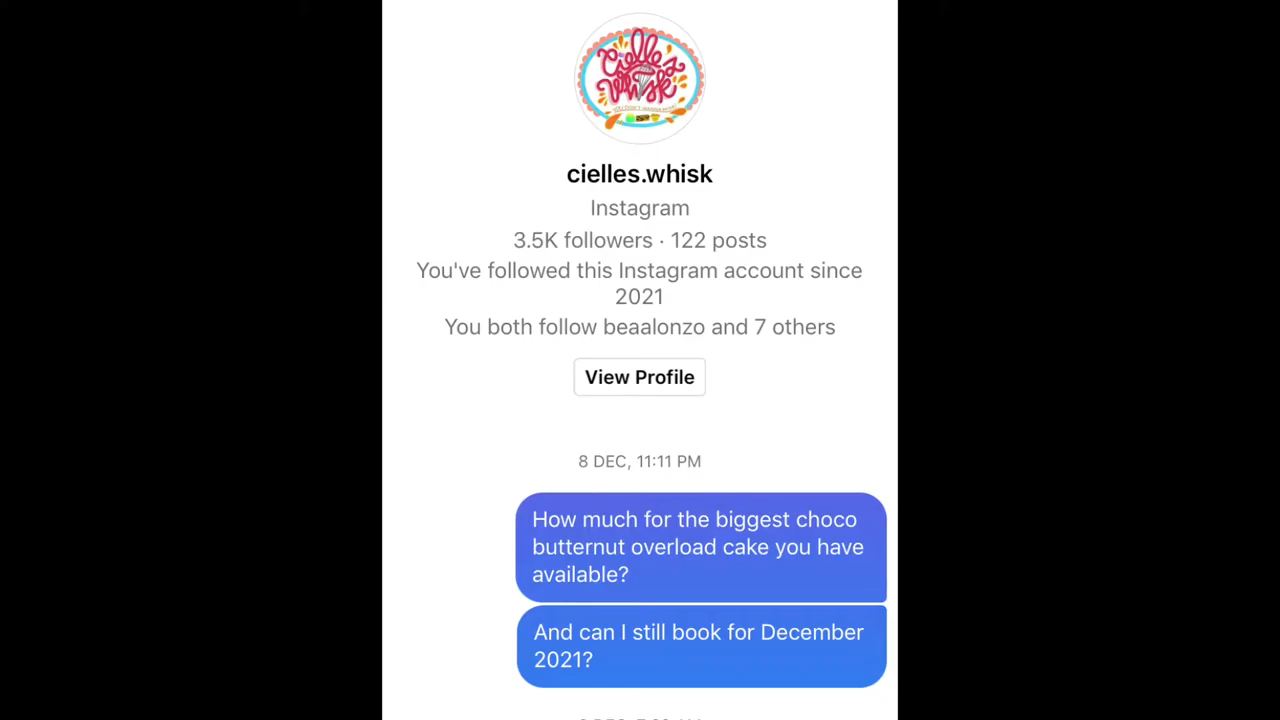 Cielle's
Whisk
cielles.whisk
Instagram
3.5K followers · 122 posts
You've followed this Instagram account since
2021
You both follow beaalonzo and 7 others
View Profile
8 DEC, 11:11 PM
How much for the biggest choco
butternut overload cake you have
available?
And can I still book for December
2021?